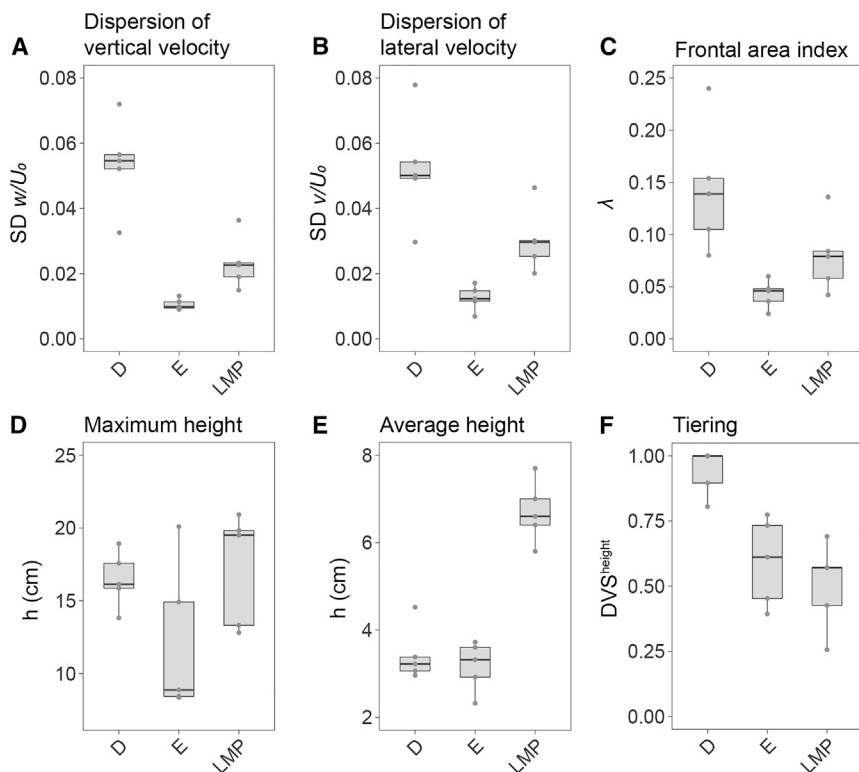 Dispersion of
vertical velocity
A
0.08
0.06
0.04
0.02
0.00
SD w/Uₒ
D
E
LMP
Dispersion of
lateral velocity
B
0.08
0.06
0.04
0.02
0.00
SD v/Uₒ
D
E
LMP
C
Frontal area index
0.25
0.20
0.15
0.10
0.05
0.00
λ
D
E
LMP
D
Maximum height
25
20
15
10
h (cm)
D
E
LMP
E
Average height
8
6
4
2
h (cm)
D
E
LMP
F
Tiering
1.00
0.75
0.50
0.25
0.00
DVSheight
D
E
LMP